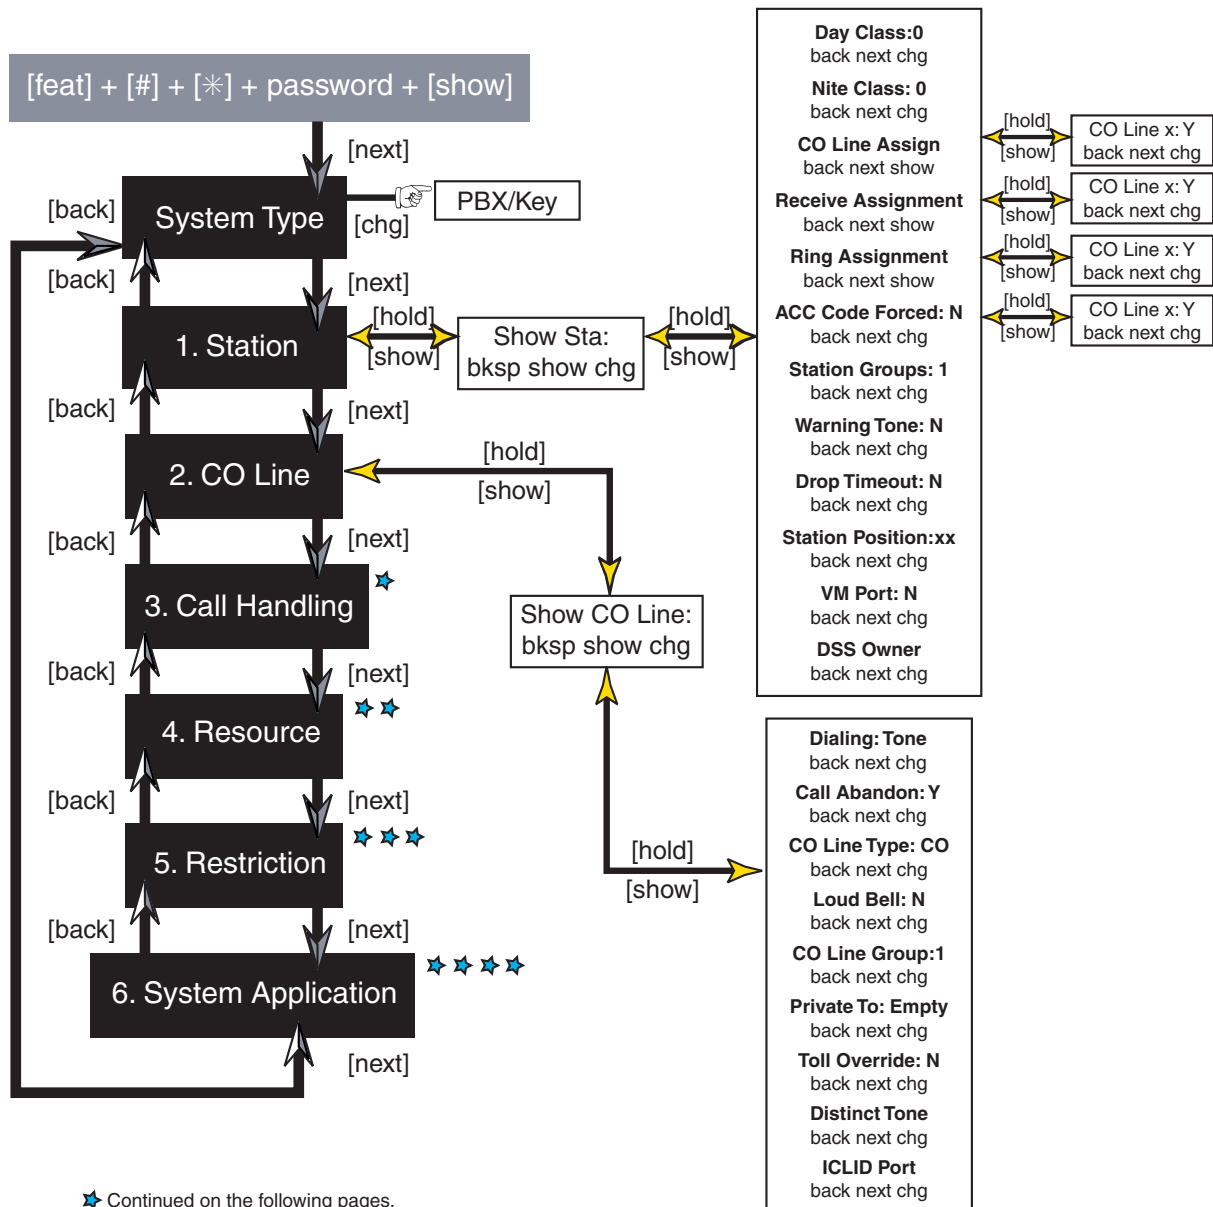 [feat] + [#] + [✳] + password + [show]
[next]
[back]
System Type
[chg]
PBX/Key
[back]
[next]
1. Station
[hold]
[show]
Show Sta:
bksp show chg
[hold]
[show]
[back]
[next]
2. CO Line
[hold]
[show]
[back]
[next]
3. Call Handling
Show CO Line:
bksp show chg
[back]
[next]
4. Resource
[back]
[next]
5. Restriction
[hold]
[show]
[back]
[next]
6. System Application
[next]
Day Class:0
back next chg
Nite Class: 0
back next chg
CO Line Assign
back next show
Receive Assignment
back next show
Ring Assignment
back next show
ACC Code Forced: N
back next chg
Station Groups: 1
back next chg
Warning Tone: N
back next chg
Drop Timeout: N
back next chg
Station Position:xx
back next chg
VM Port: N
back next chg
DSS Owner
back next chg
[hold]
[show]
CO Line x: Y
back next chg
[hold]
[show]
CO Line x: Y
back next chg
[hold]
[show]
CO Line x: Y
back next chg
[hold]
[show]
CO Line x: Y
back next chg
Dialing: Tone
back next chg
Call Abandon: Y
back next chg
CO Line Type: CO
back next chg
Loud Bell: N
back next chg
CO Line Group:1
back next chg
Private To: Empty
back next chg
Toll Override: N
back next chg
Distinct Tone
back next chg
ICLID Port
back next chg
Continued on the following pages.